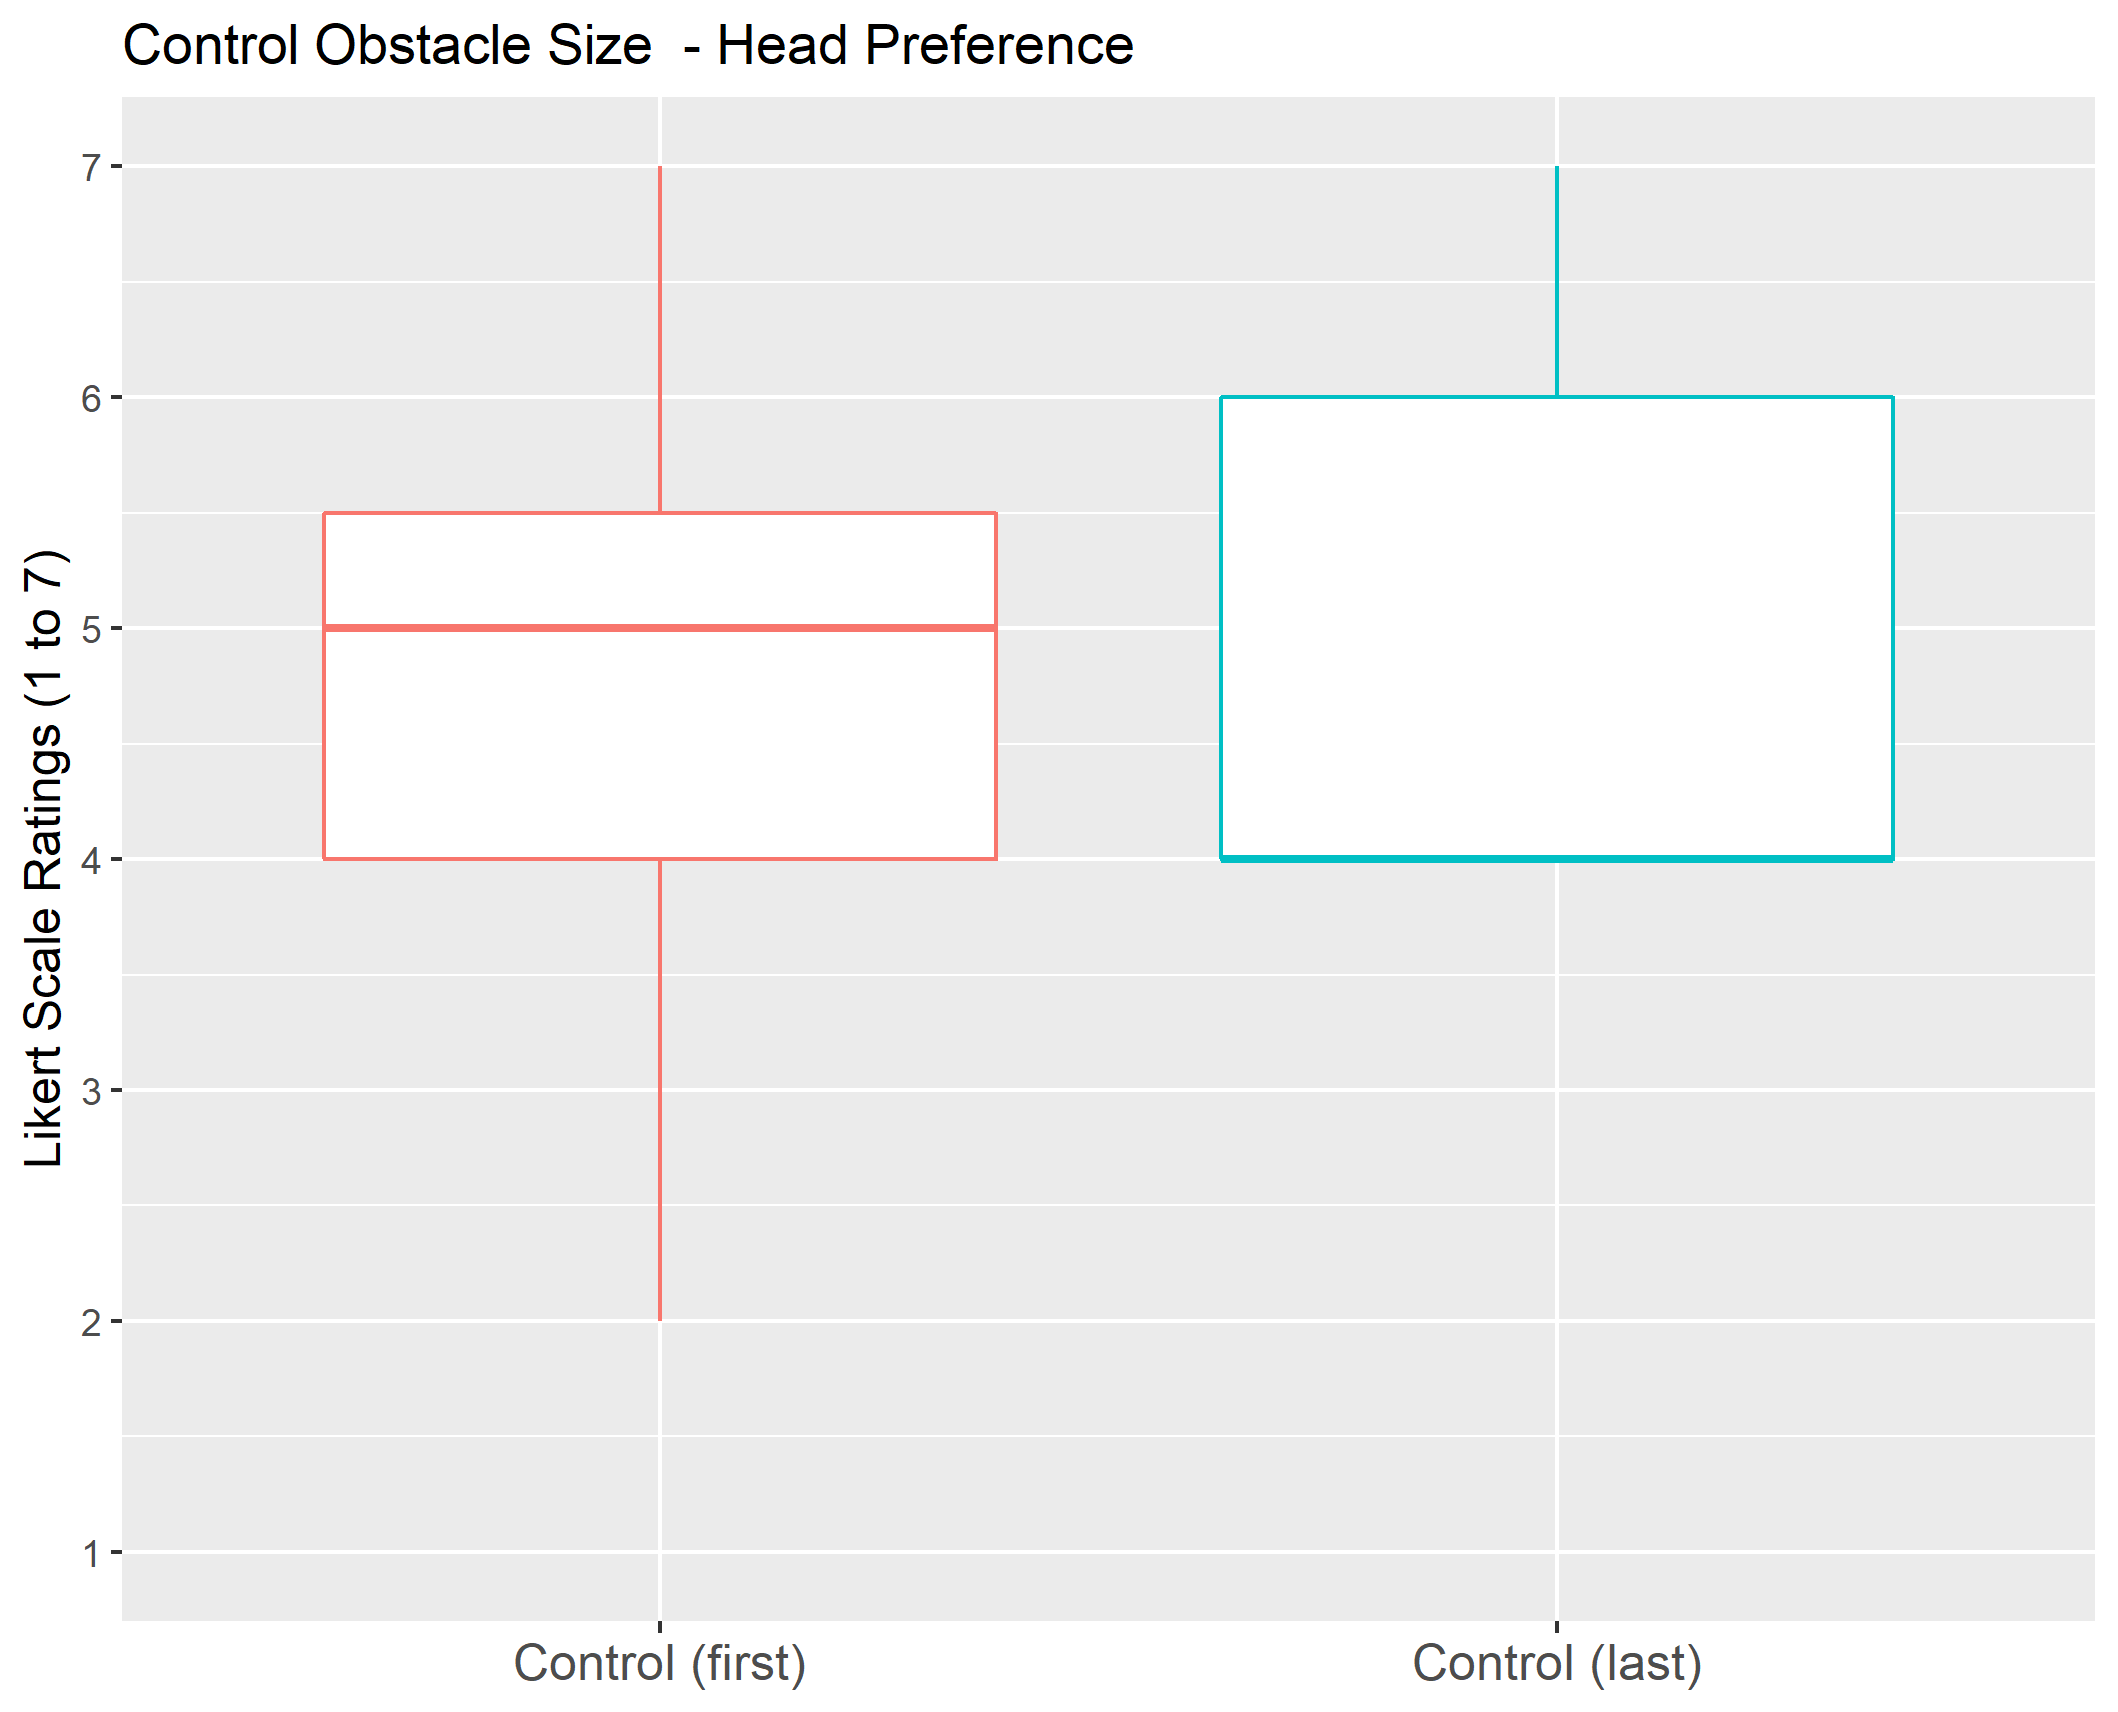 Control Obstacle Size  - Head Preference
Likert Scale Ratings (1 to 7)
7
6
5
4
3
2
1
Control (first)
Control (last)